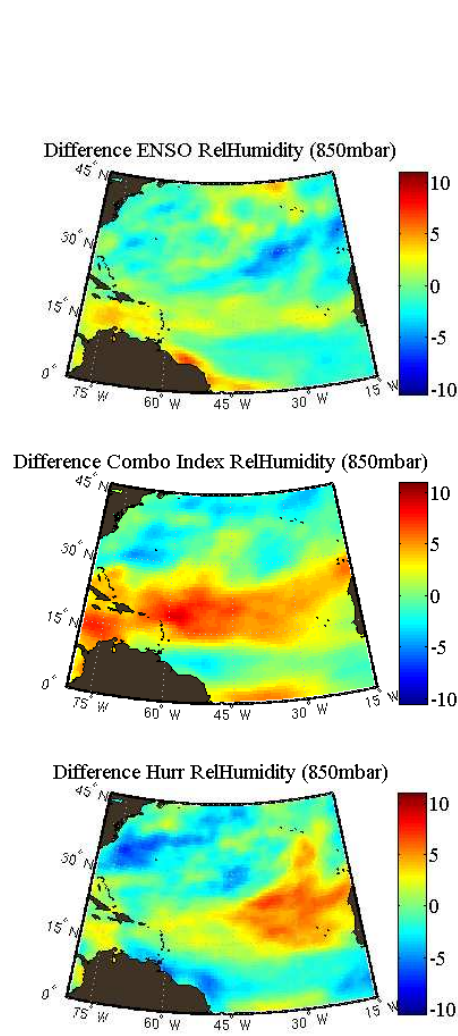 Difference ENSO RelHumidity (850mbar)
45° N
30° N
15° N
0°
75° W
60° W
45° W
30° W
15° W
10
5
0
-5
-10
Difference Combo Index RelHumidity (850mbar)
45° N
30° N
15° N
0°
75° W
60° W
45° W
30° W
15° W
10
5
0
-5
-10
Difference Hurr RelHumidity (850mbar)
45° N
30° N
15° N
0°
75° W
60° W
45° W
30° W
15° W
10
5
0
-5
-10